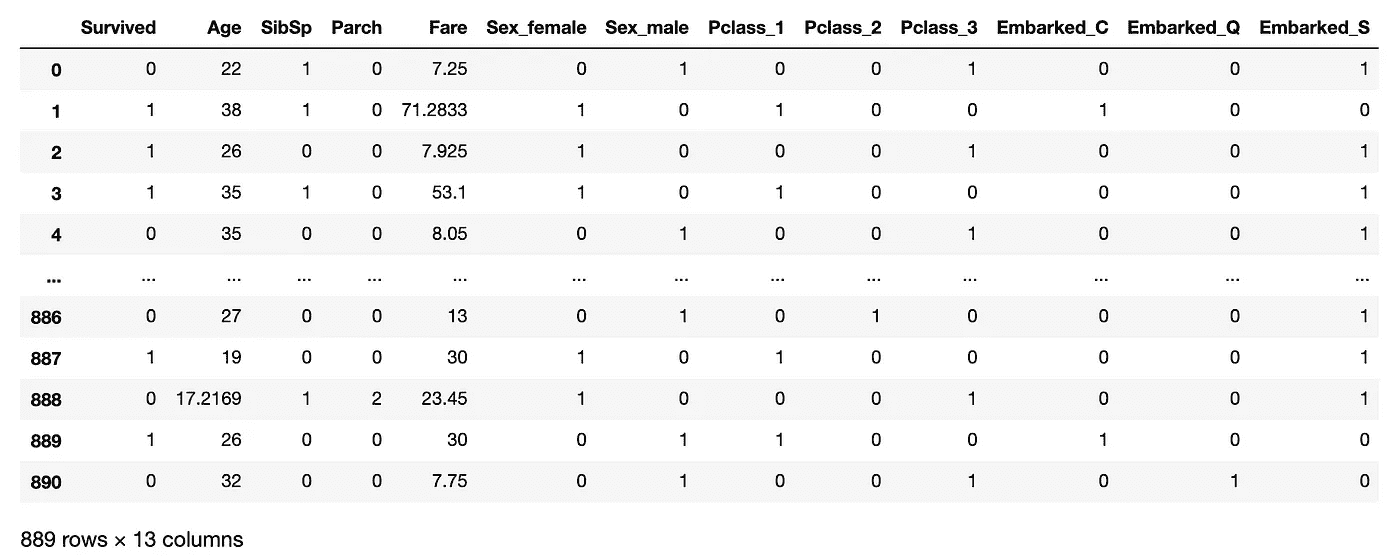 Survived Age SibSp Parch Fare Sex_female Sex_male Pclass_1 Pclass_2 Pclass_3 Embarked_C Embarked_Q Embarked_S
0 0 22 1 0 7.25 0 1 0 0 1 0 0 1
1 1 38 1 0 71.2833 1 0 1 0 0 1 0 0
2 1 26 0 0 7.925 1 0 0 0 1 0 0 1
3 1 35 1 0 53.1 1 0 1 0 0 0 0 1
4 0 35 0 0 8.05 0 1 0 0 1 0 0 1
... ... ... ... ... ... ... ... ... ... ... ... ... ...
886 0 27 0 0 13 0 1 0 1 0 0 0 1
887 1 19 0 0 30 1 0 1 0 0 0 0 1
888 0 17.2169 1 2 23.45 1 0 0 0 1 0 0 1
889 1 26 0 0 30 0 1 1 0 0 1 0 0
890 0 32 0 0 7.75 0 1 0 0 1 0 1 0
889 rows × 13 columns